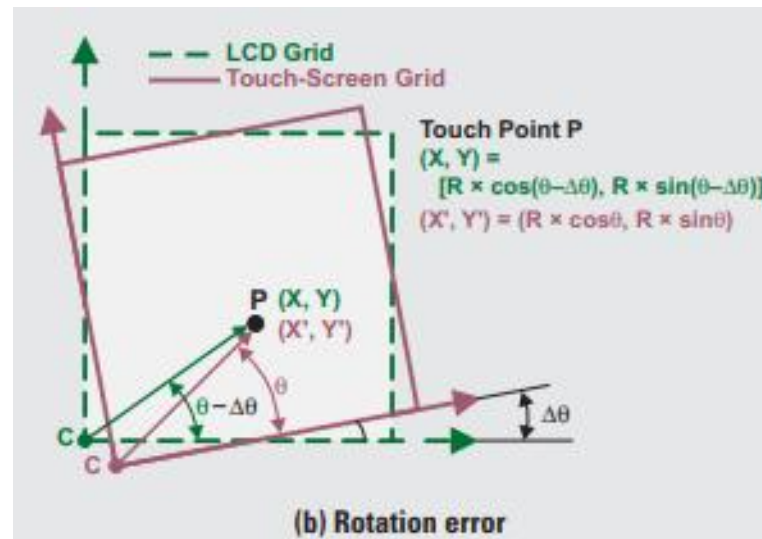 LCD Grid
Touch-Screen Grid
Touch Point P
(X, Y) =
[R × cos(θ–Δθ), R × sin(θ–Δθ)]
(X', Y') = (R × cosθ, R × sinθ)
P (X, Y)
(X', Y')
θ
θ–Δθ
Δθ
C
C
(b) Rotation error